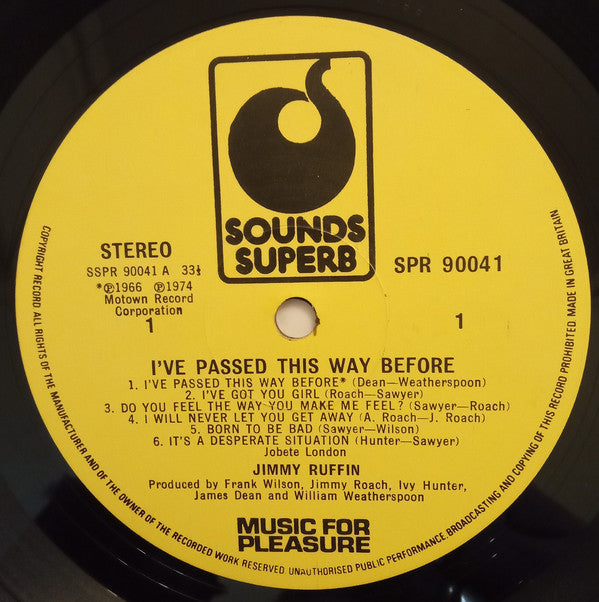 SOUNDS
SUPERB
STEREO
SSPR 90041 A 33⅓
*℗1966 ℗1974
Motown Record
Corporation
1
SPR 90041
1
I'VE PASSED THIS WAY BEFORE
1. I'VE PASSED THIS WAY BEFORE* (Dean—Weatherspoon)
2. I'VE GOT YOU GIRL (Roach—Sawyer)
3. DO YOU FEEL THE WAY YOU MAKE ME FEEL? (Sawyer—Roach)
4. I WILL NEVER LET YOU GET AWAY (A. Roach—J. Roach)
5. BORN TO BE BAD (Sawyer—Wilson)
6. IT'S A DESPERATE SITUATION (Hunter—Sawyer)
Jobete London
JIMMY RUFFIN
Produced by Frank Wilson, Jimmy Roach, Ivy Hunter,
James Dean and William Weatherspoon
MUSIC FOR
PLEASURE
COPYRIGHT RECORD ALL RIGHTS OF THE MANUFACTURER AND OF THE OWNER OF THE RECORDED WORK RESERVED UNAUTHORISED PUBLIC PERFORMANCE BROADCASTING AND COPYING OF THIS RECORD PROHIBITED MADE IN GREAT BRITAIN